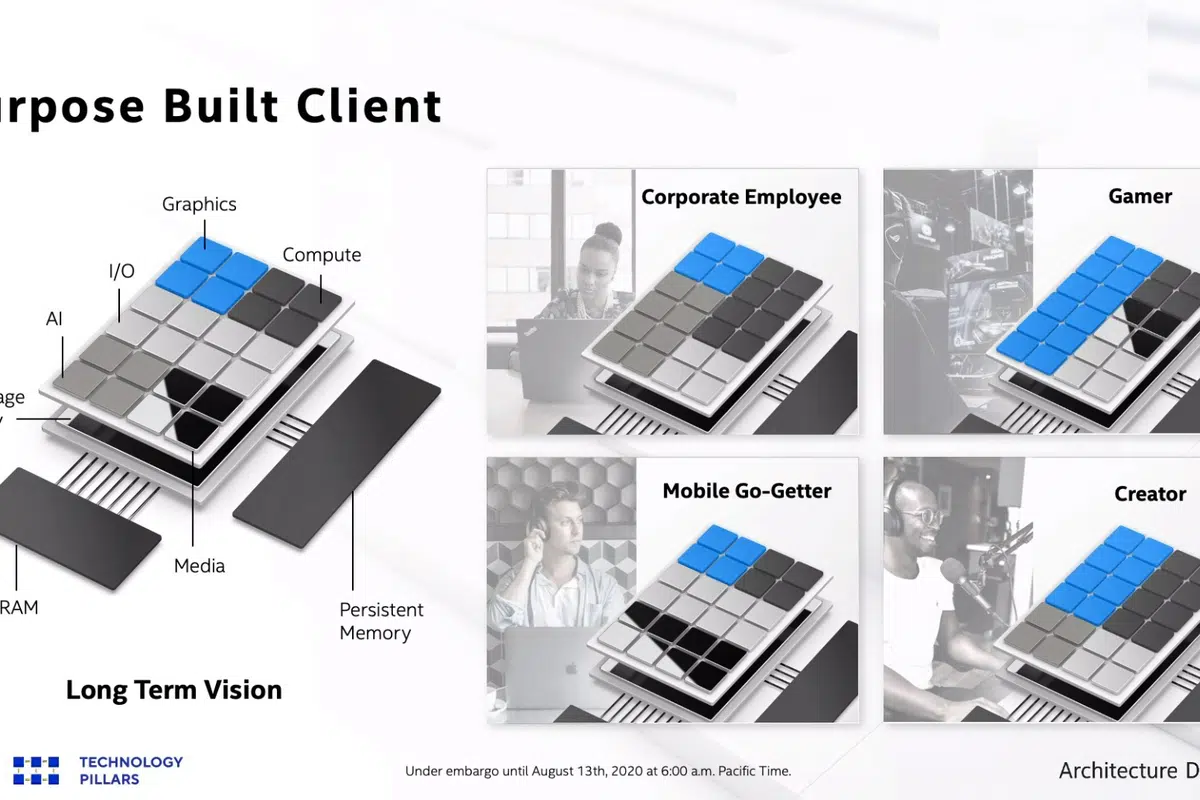 urpose Built Client
Graphics
Compute
I/O
AI
age
y
Media
RAM
Persistent
Memory
Long Term Vision
Corporate Employee
Gamer
Mobile Go-Getter
Creator
TECHNOLOGY
PILLARS
Under embargo until August 13th, 2020 at 6:00 a.m. Pacific Time.
Architecture D